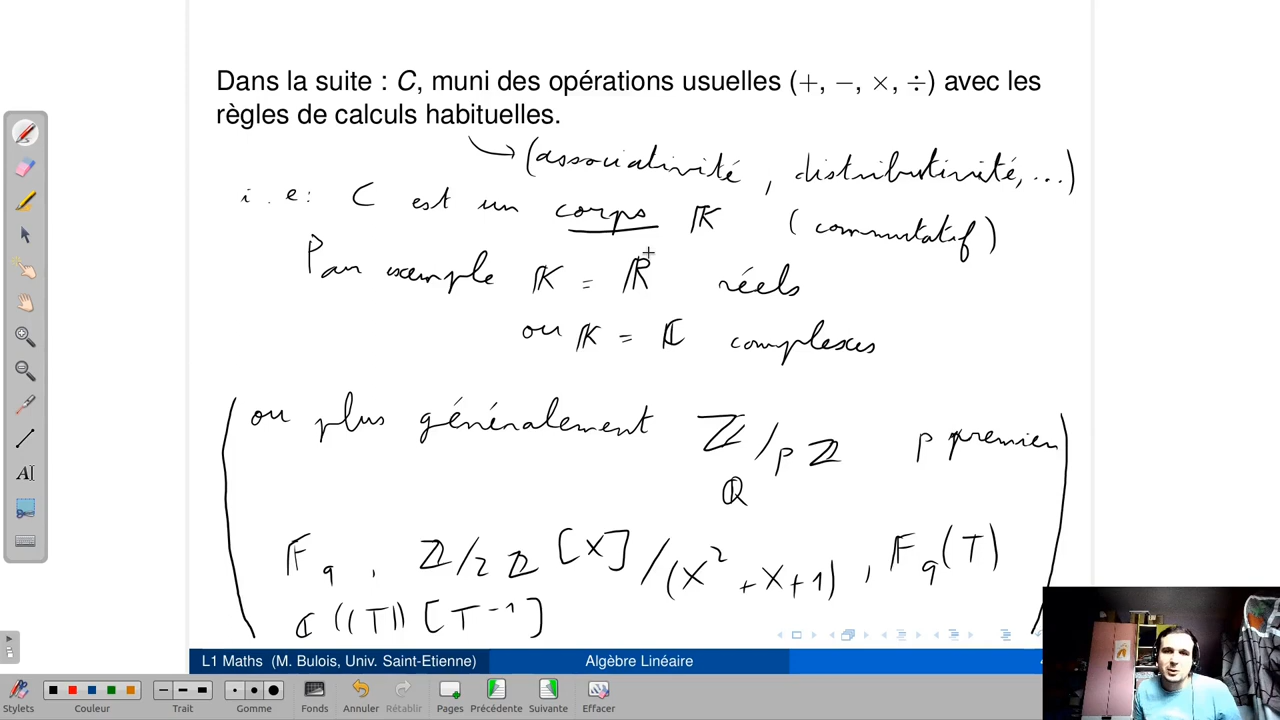 Dans la suite : C, muni des opérations usuelles (+, −, ×, ÷) avec les
règles de calculs habituelles.
(associativité, distributivité, ...)
i.e: C est un corps 𝕂 (commutatif)
Par exemple 𝕂 = ℝ réels
ou 𝕂 = ℂ complexes
ou plus généralement ℤ/pℤ p premier
ℚ
𝔽q, ℤ/2ℤ[X]/(X²+X+1), 𝔽q(T)
ℂ((T))[T⁻¹]
L1 Maths (M. Bulois, Univ. Saint-Etienne) Algèbre Linéaire
Stylets Couleur Trait Gomme Fonds Annuler Rétablir Pages Précédente Suivante Effacer